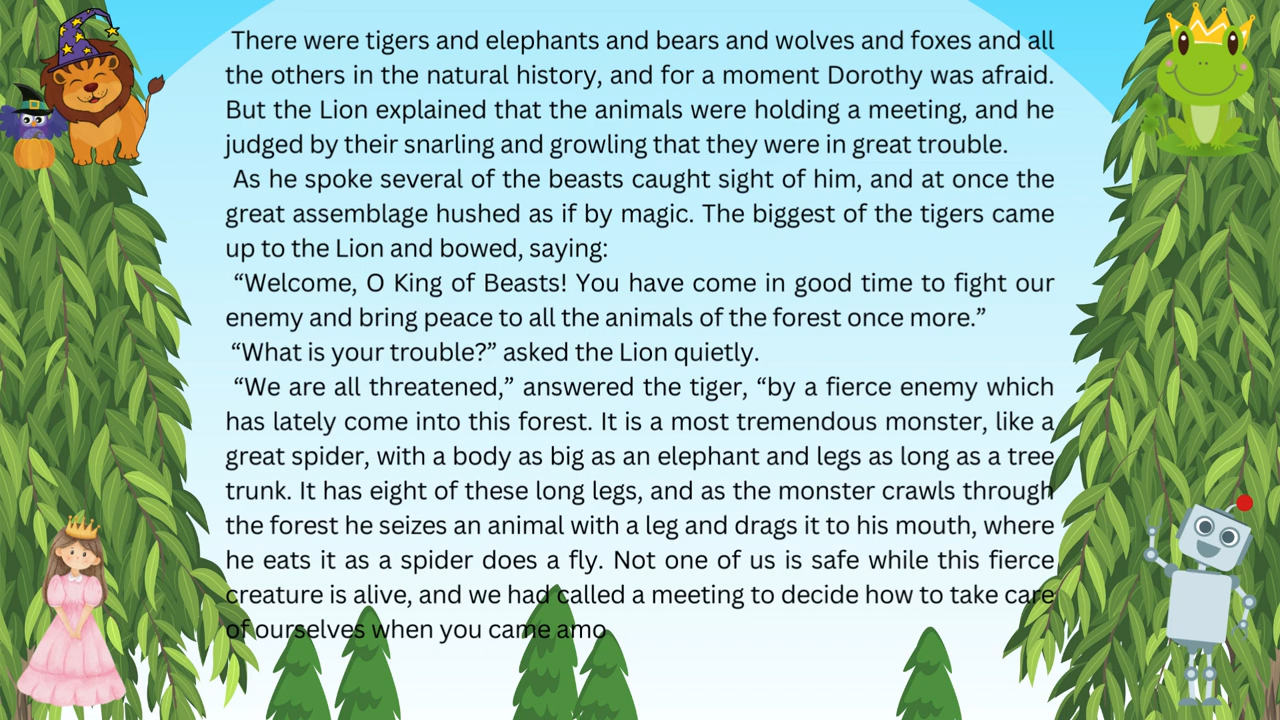 There were tigers and elephants and bears and wolves and foxes and all
the others in the natural history, and for a moment Dorothy was afraid.
But the Lion explained that the animals were holding a meeting, and he
judged by their snarling and growling that they were in great trouble.
As he spoke several of the beasts caught sight of him, and at once the
great assemblage hushed as if by magic. The biggest of the tigers came
up to the Lion and bowed, saying:
“Welcome, O King of Beasts! You have come in good time to fight our
enemy and bring peace to all the animals of the forest once more.”
“What is your trouble?” asked the Lion quietly.
“We are all threatened,” answered the tiger, “by a fierce enemy which
has lately come into this forest. It is a most tremendous monster, like a
great spider, with a body as big as an elephant and legs as long as a tree
trunk. It has eight of these long legs, and as the monster crawls through
the forest he seizes an animal with a leg and drags it to his mouth, where
he eats it as a spider does a fly. Not one of us is safe while this fierce
creature is alive, and we had called a meeting to decide how to take care
of ourselves when you came amo